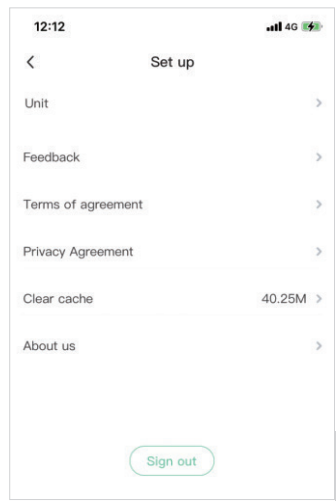 12:12
4G
Set up
Unit
Feedback
Terms of agreement
Privacy Agreement
Clear cache 40.25M
About us
Sign out